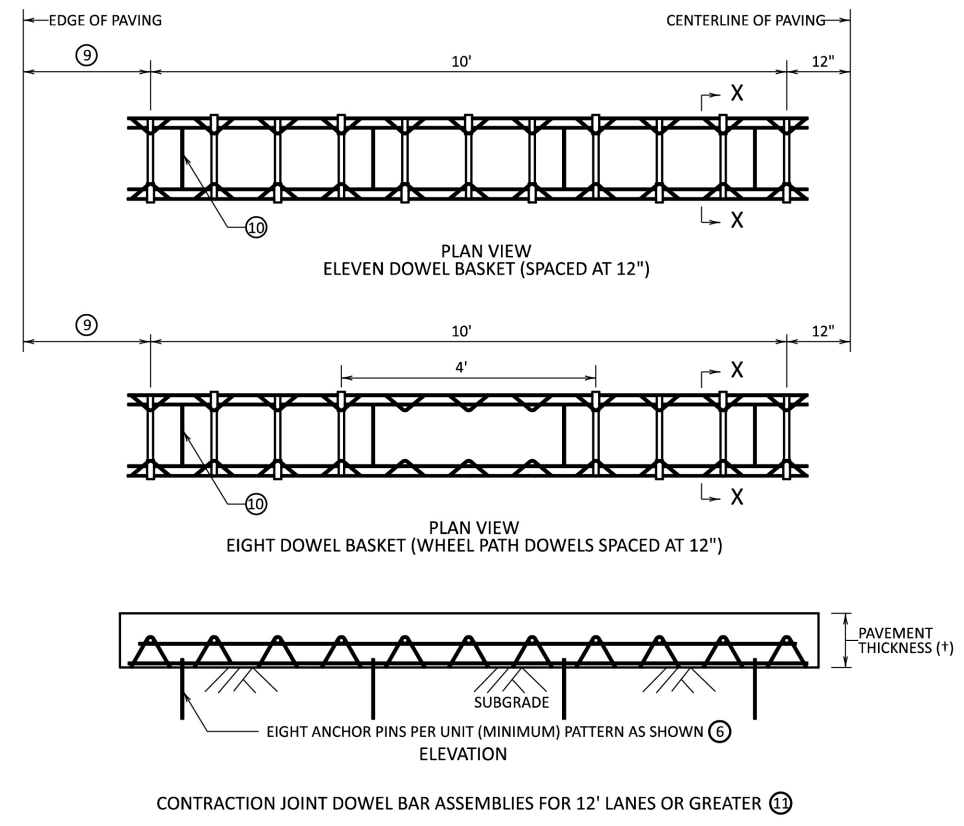 EDGE OF PAVING
CENTERLINE OF PAVING
9
10'
12"
X
10
X
PLAN VIEW
ELEVEN DOWEL BASKET (SPACED AT 12")
9
10'
12"
4'
X
10
X
PLAN VIEW
EIGHT DOWEL BASKET (WHEEL PATH DOWELS SPACED AT 12")
PAVEMENT
THICKNESS (†)
SUBGRADE
EIGHT ANCHOR PINS PER UNIT (MINIMUM) PATTERN AS SHOWN 6
ELEVATION
CONTRACTION JOINT DOWEL BAR ASSEMBLIES FOR 12' LANES OR GREATER 11